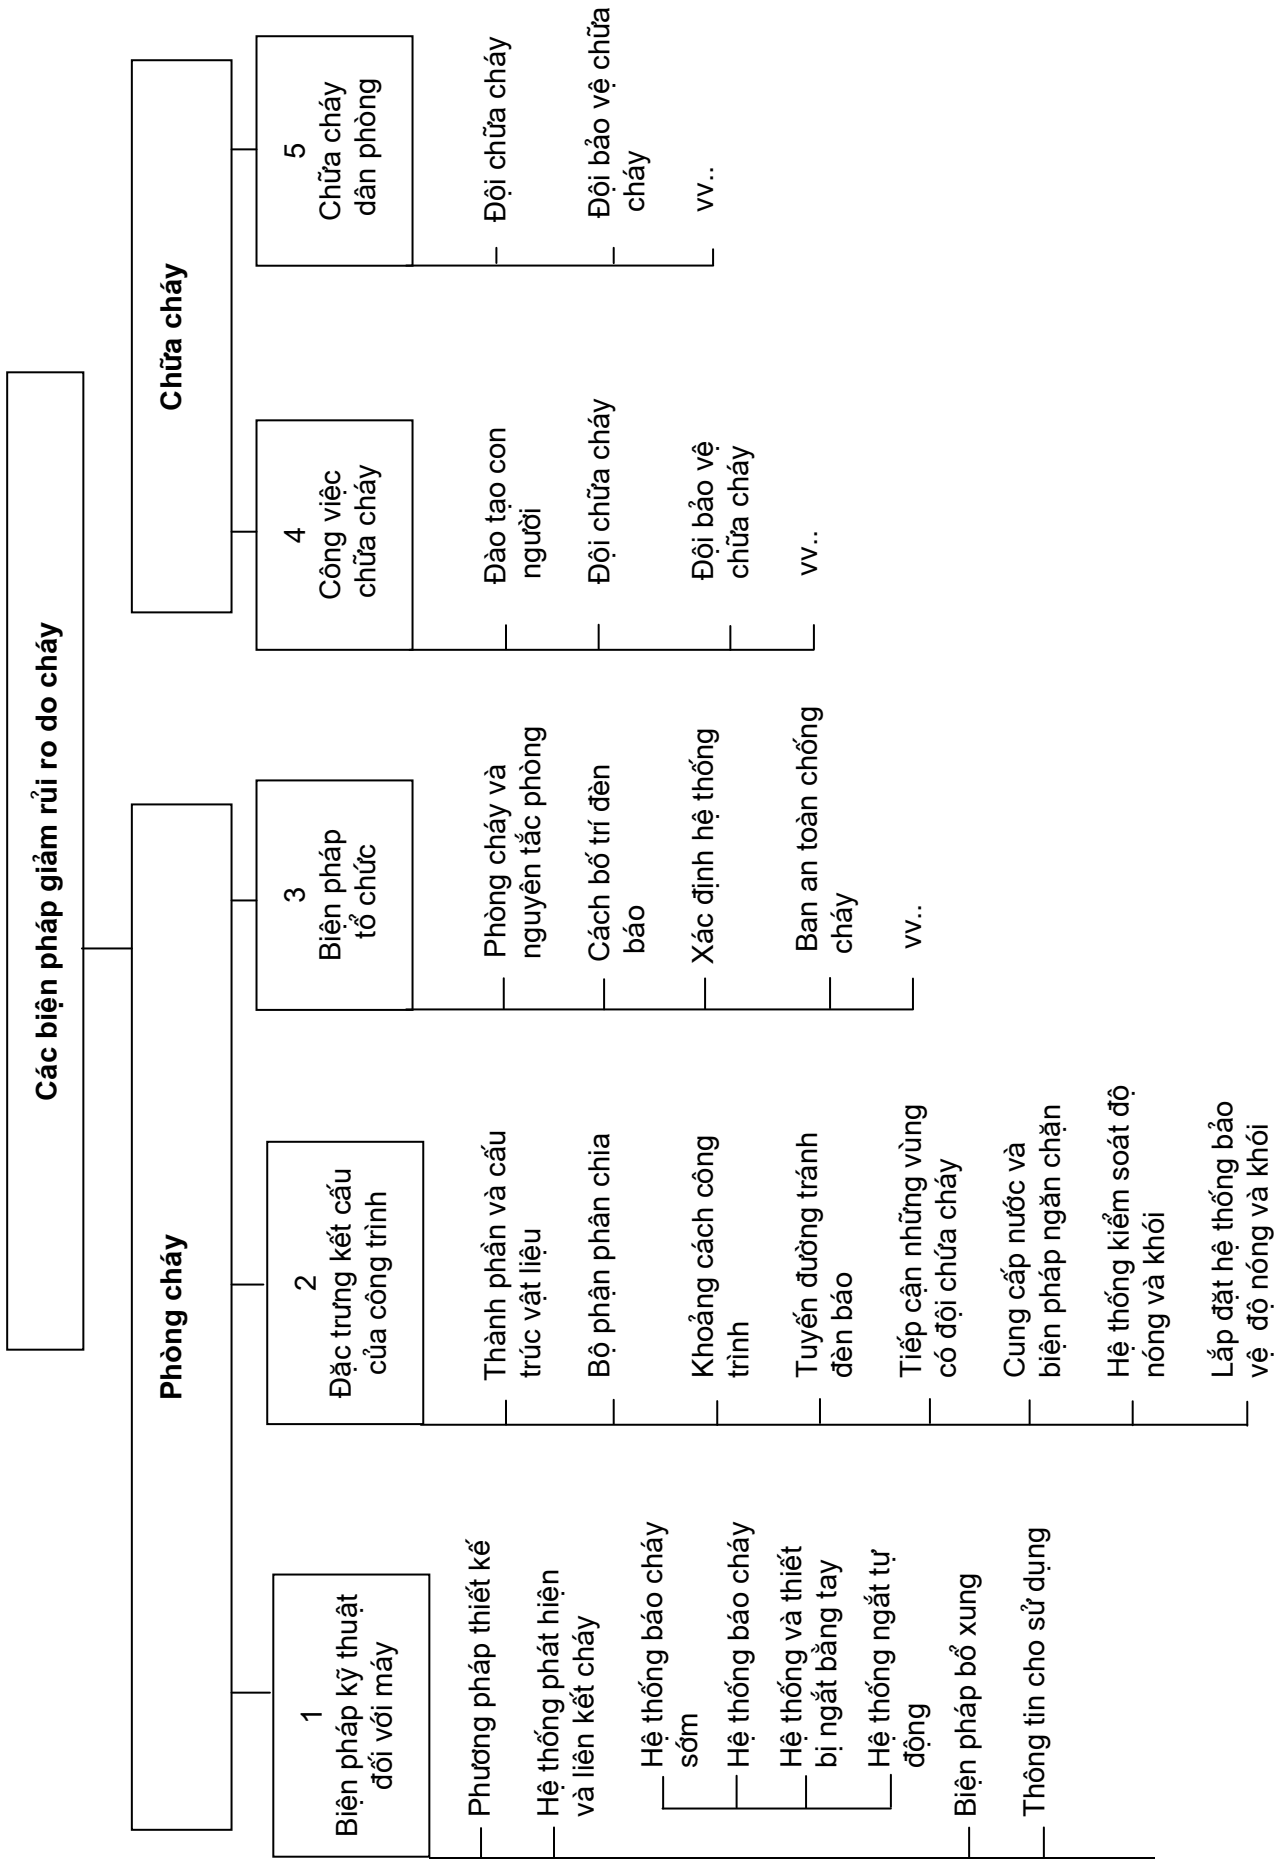 Các biện pháp giảm rủi ro do cháy
Phòng cháy
Chữa cháy
1
Biện pháp kỹ thuật
đối với máy
Phương pháp thiết kế
Hệ thống phát hiện
và liên kết cháy
Hệ thống báo cháy
sớm
Hệ thống báo cháy
Hệ thống và thiết
bị ngắt bằng tay
Hệ thống ngắt tự
động
Biện pháp bổ xung
Thông tin cho sử dụng
2
Đặc trưng kết cấu
của công trình
Thành phần và cấu
trúc vật liệu
Bộ phận phân chia
Khoảng cách công
trình
Tuyến đường tránh
đèn báo
Tiếp cận những vùng
có đội chứa cháy
Cung cấp nước và
biện pháp ngăn chặn
Hệ thống kiểm soát độ
nóng và khói
Lắp đặt hệ thống bảo
vệ độ nóng và khói
3
Biện pháp
tổ chức
Phòng cháy và
nguyên tắc phòng
Cách bố trí đèn
báo
Xác định hệ thống
Ban an toàn chống
cháy
vv..
4
Công việc
chữa cháy
Đào tạo con
người
Đội chữa cháy
Đội bảo vệ
chữa cháy
vv..
5
Chữa cháy
dân phòng
Đội chữa cháy
Đội bảo vệ chữa
cháy
vv..